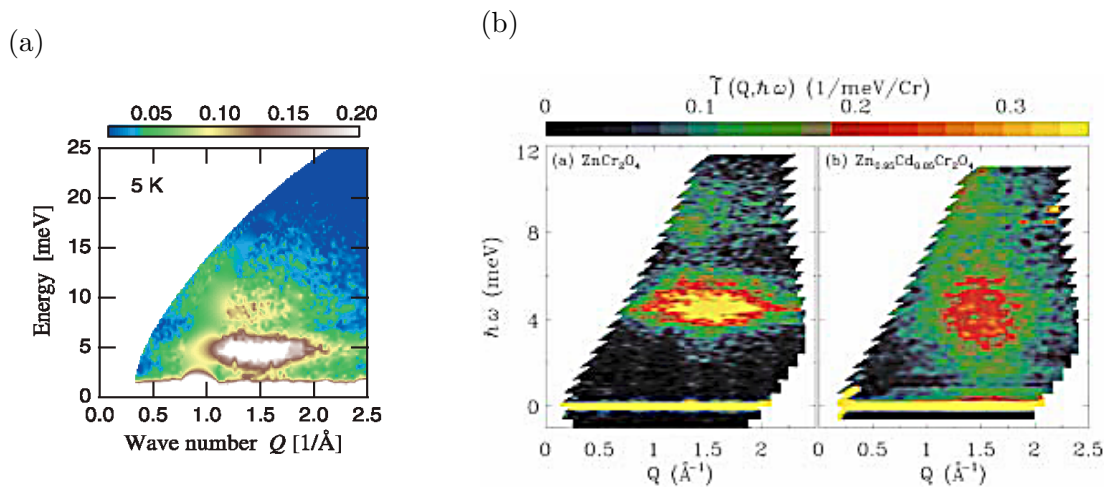 (a)
0.05 0.10 0.15 0.20
5 K
25
20
15
10
5
0
Energy [meV]
0.0 0.5 1.0 1.5 2.0 2.5
Wave number Q [1/Å]
(b)
Ĩ (Q,ħω) (1/meV/Cr)
0 0.1 0.2 0.3
(a) ZnCr₂O₄
(b) Zn₀.₉₅Cd₀.₀₅Cr₂O₄
12
8
4
0
ħω (meV)
0 0.5 1 1.5 2
0 0.5 1 1.5 2 2.5
Q (Å⁻¹)
Q (Å⁻¹)